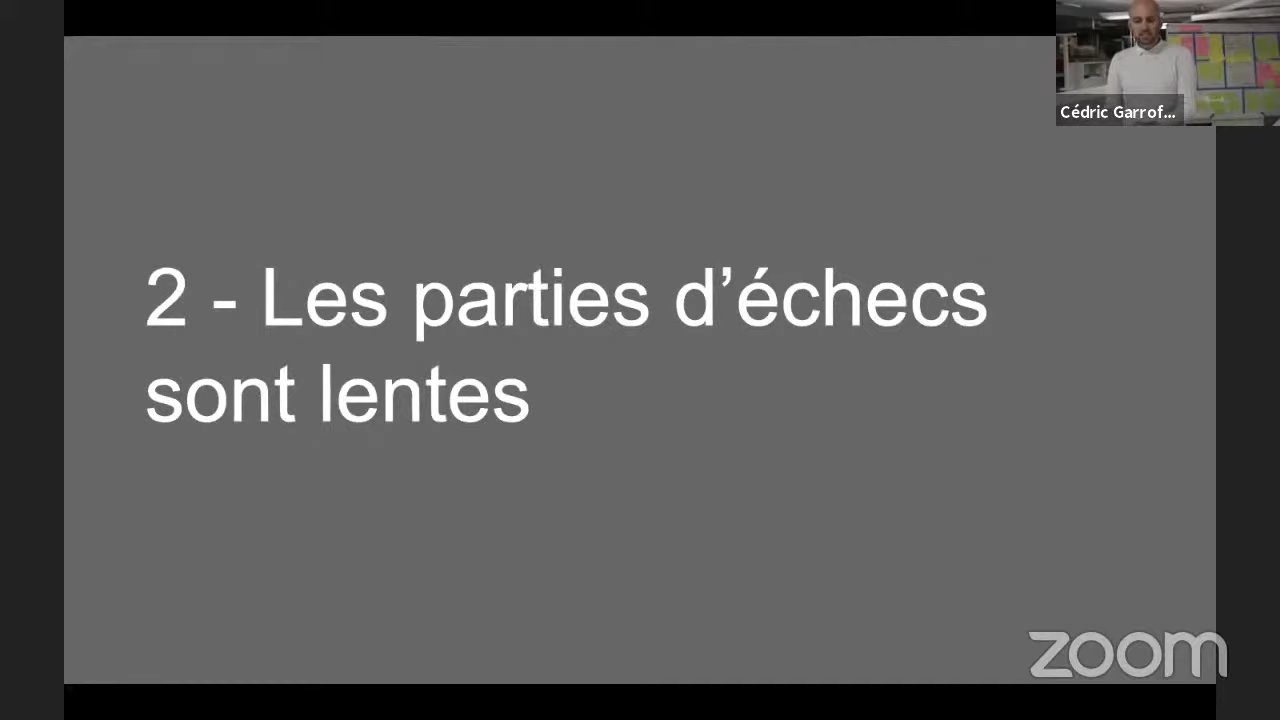 Cédric Garrof...
2 - Les parties d’échecs
sont lentes
zoom